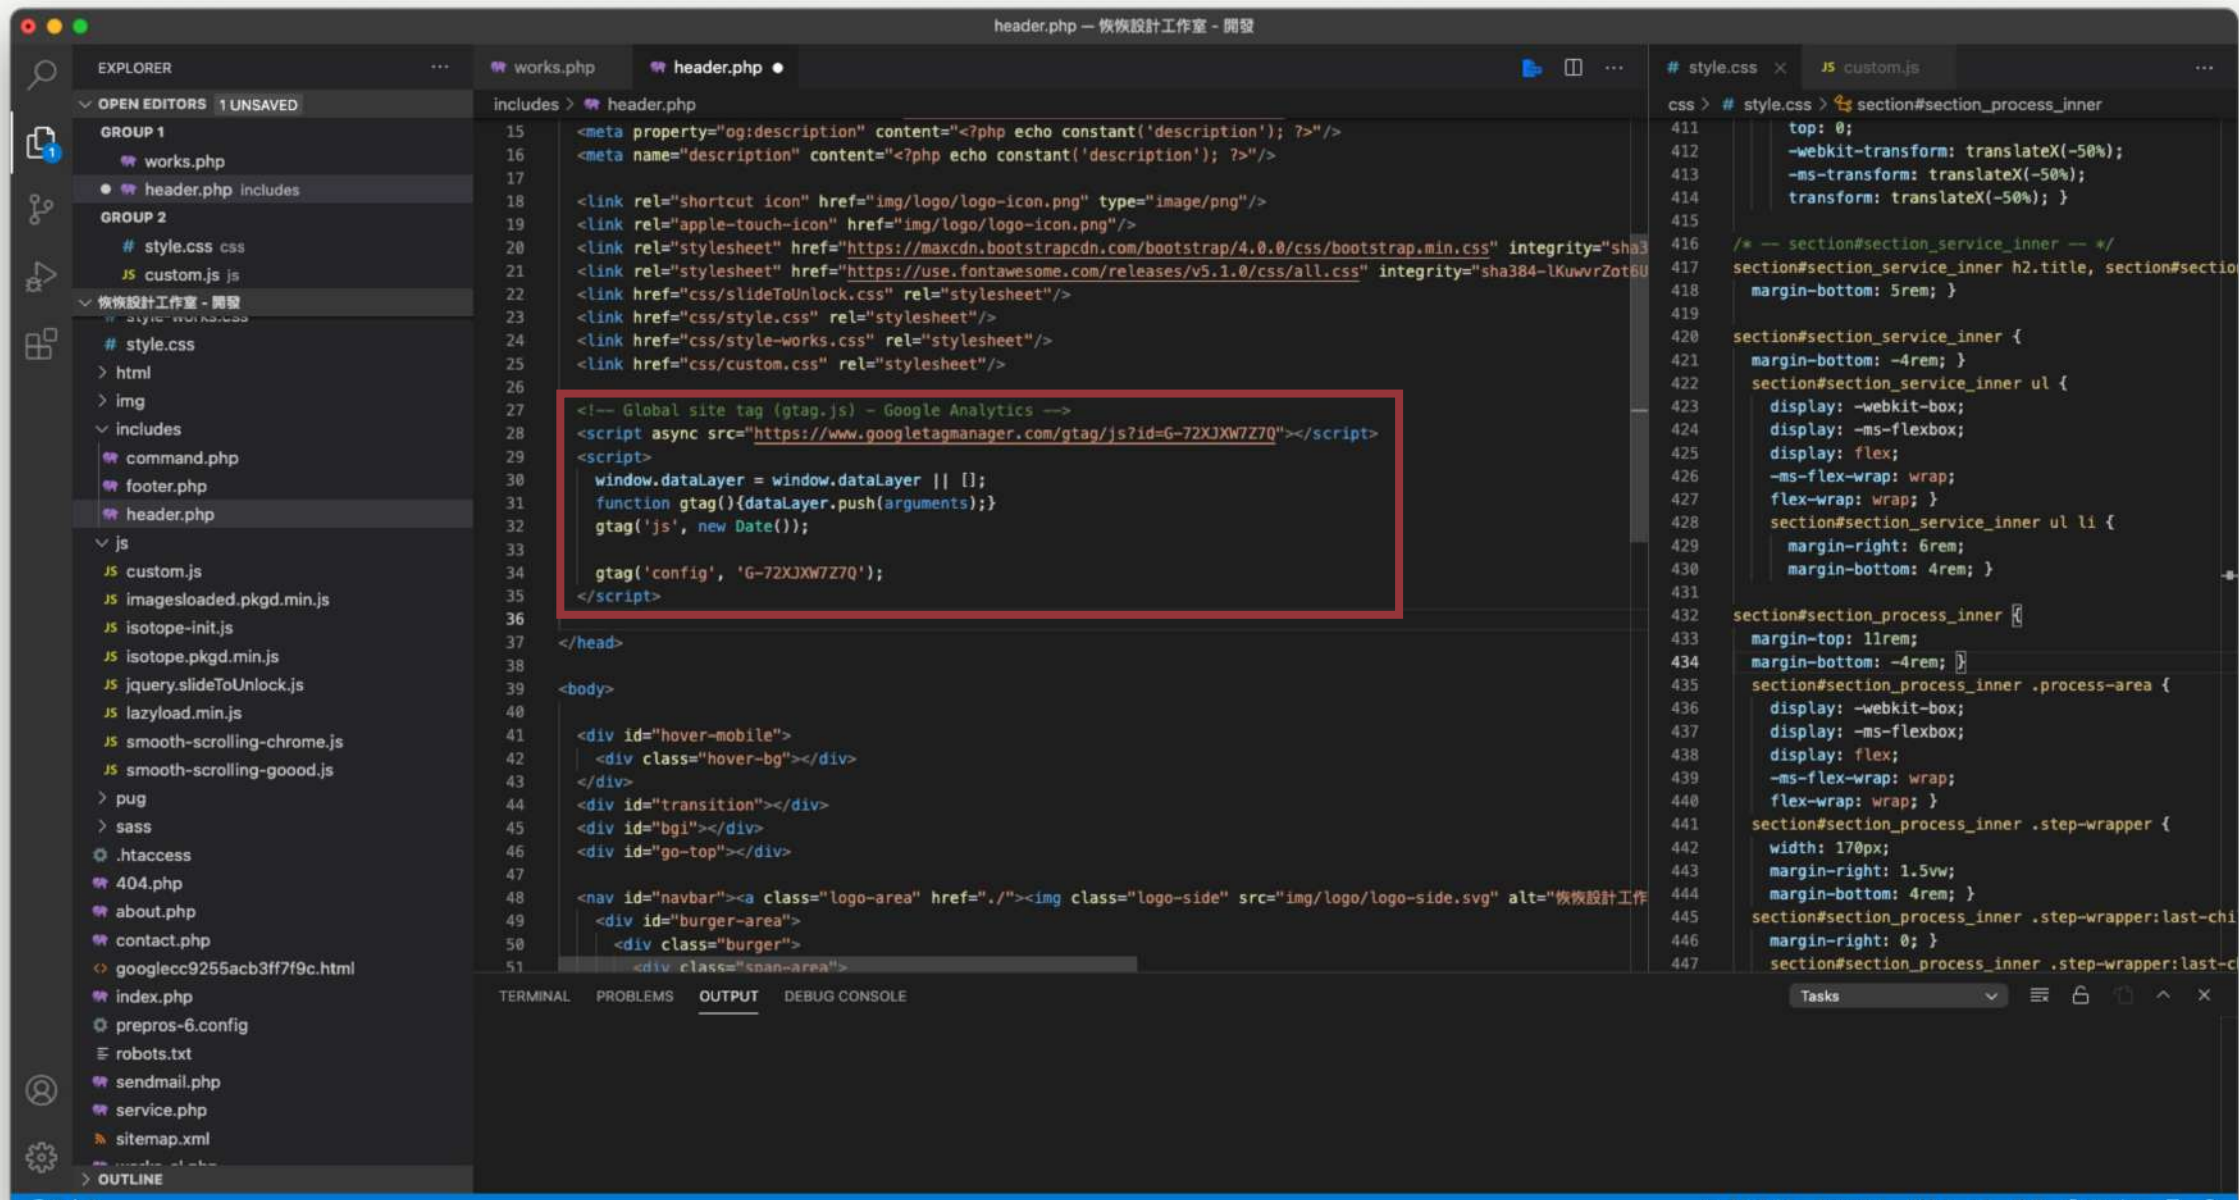 header.php — 恢恢設計工作室 - 開發
EXPLORER
OPEN EDITORS 1 UNSAVED
GROUP 1
works.php
header.php includes
GROUP 2
# style.css css
JS custom.js js
恢恢設計工作室 - 開發
style-works.css
# style.css
html
img
includes
command.php
footer.php
header.php
js
JS custom.js
JS imagesloaded.pkgd.min.js
JS isotope-init.js
JS isotope.pkgd.min.js
JS jquery.slideToUnlock.js
JS lazyload.min.js
JS smooth-scrolling-chrome.js
JS smooth-scrolling-goood.js
pug
sass
.htaccess
404.php
about.php
contact.php
googlecc9255acb3ff7f9c.html
index.php
prepros-6.config
robots.txt
sendmail.php
service.php
sitemap.xml
OUTLINE
1
works.php header.php
includes > header.php
15 <meta property="og:description" content="<?php echo constant('description'); ?>"/>
16 <meta name="description" content="<?php echo constant('description'); ?>"/>
17
18 <link rel="shortcut icon" href="img/logo/logo-icon.png" type="image/png"/>
19 <link rel="apple-touch-icon" href="img/logo/logo-icon.png"/>
20 <link rel="stylesheet" href="https://maxcdn.bootstrapcdn.com/bootstrap/4.0.0/css/bootstrap.min.css" integrity="sha3
21 <link rel="stylesheet" href="https://use.fontawesome.com/releases/v5.1.0/css/all.css" integrity="sha384-lKuwvrZot6U
22 <link href="css/slideToUnlock.css" rel="stylesheet"/>
23 <link href="css/style.css" rel="stylesheet"/>
24 <link href="css/style-works.css" rel="stylesheet"/>
25 <link href="css/custom.css" rel="stylesheet"/>
26
27 <!-- Global site tag (gtag.js) - Google Analytics -->
28 <script async src="https://www.googletagmanager.com/gtag/js?id=G-72XJXW7Z7Q"></script>
29 <script>
30 window.dataLayer = window.dataLayer || [];
31 function gtag(){dataLayer.push(arguments);}
32 gtag('js', new Date());
33
34 gtag('config', 'G-72XJXW7Z7Q');
35 </script>
36
37 </head>
38
39 <body>
40
41 <div id="hover-mobile">
42 <div class="hover-bg"></div>
43 </div>
44 <div id="transition"></div>
45 <div id="bgi"></div>
46 <div id="go-top"></div>
47
48 <nav id="navbar"><a class="logo-area" href="./"><img class="logo-side" src="img/logo/logo-side.svg" alt="恢恢設計工作
49 <div id="burger-area">
50 <div class="burger">
51 <div class="span-area">
# style.css JS custom.js
css > # style.css > section#section_process_inner
411 top: 0;
412 -webkit-transform: translateX(-50%);
413 -ms-transform: translateX(-50%);
414 transform: translateX(-50%); }
415
416 /* -- section#section_service_inner -- */
417 section#section_service_inner h2.title, section#sectio
418 margin-bottom: 5rem; }
419
420 section#section_service_inner {
421 margin-bottom: -4rem; }
422 section#section_service_inner ul {
423 display: -webkit-box;
424 display: -ms-flexbox;
425 display: flex;
426 -ms-flex-wrap: wrap;
427 flex-wrap: wrap; }
428 section#section_service_inner ul li {
429 margin-right: 6rem;
430 margin-bottom: 4rem; }
431
432 section#section_process_inner {
433 margin-top: 11rem;
434 margin-bottom: -4rem; }
435 section#section_process_inner .process-area {
436 display: -webkit-box;
437 display: -ms-flexbox;
438 display: flex;
439 -ms-flex-wrap: wrap;
440 flex-wrap: wrap; }
441 section#section_process_inner .step-wrapper {
442 width: 170px;
443 margin-right: 1.5vw;
444 margin-bottom: 4rem; }
445 section#section_process_inner .step-wrapper:last-chi
446 margin-right: 0; }
447 section#section_process_inner .step-wrapper:last-c
TERMINAL PROBLEMS OUTPUT DEBUG CONSOLE
Tasks